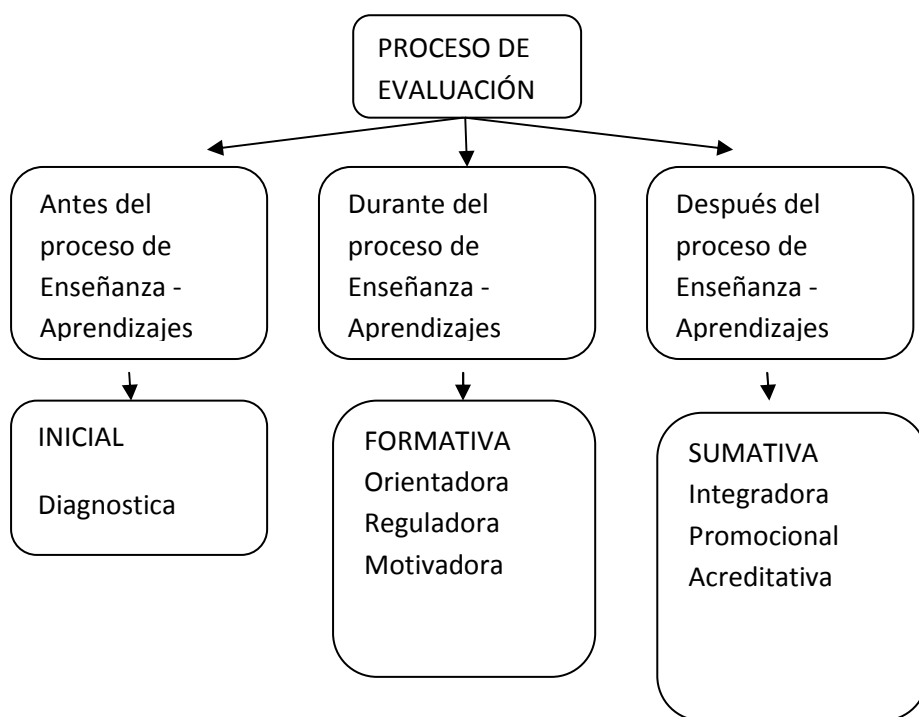 PROCESO DE
EVALUACIÓN
Antes del
proceso de
Enseñanza -
Aprendizajes
Durante del
proceso de
Enseñanza -
Aprendizajes
Después del
proceso de
Enseñanza -
Aprendizajes
INICIAL
Diagnostica
FORMATIVA
Orientadora
Reguladora
Motivadora
SUMATIVA
Integradora
Promocional
Acreditativa